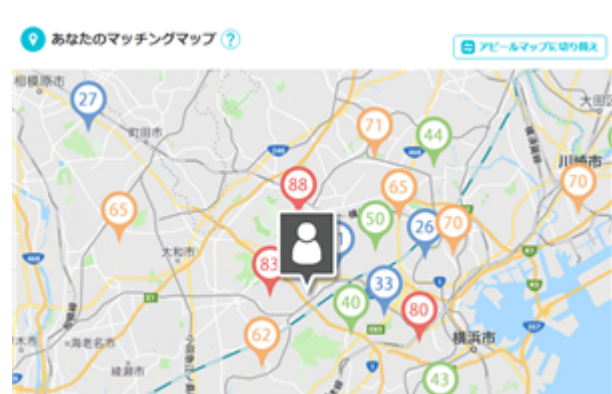 あなたのマッチングマップ ?
アピールマップに切り替え
相模原市
27
大田区
町田市
71
44
川崎市
88
65
70
65
50
26
70
大和市
83
33
40
80
62
横浜市
海老名市
綾瀬市
43